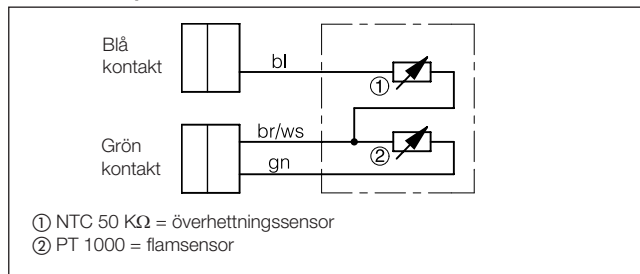 Blå
kontakt
bl
①
br/ws
Grön
kontakt
gn
②
① NTC 50 KΩ = överhettningssensor
② PT 1000 = flamsensor